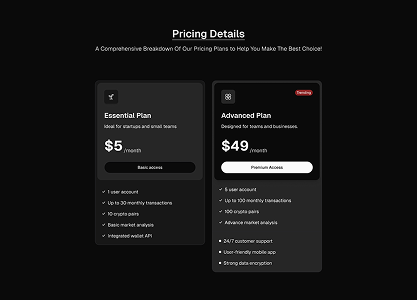 Pricing Details
A Comprehensive Breakdown Of Our Pricing Plans to Help You Make The Best Choice!
Essential Plan
Ideal for startups and small teams
$5 /month
Basic access
1 user account
Up to 30 monthly transactions
10 crypto pairs
Basic market analysis
Integrated wallet API
Trending
Advanced Plan
Designed for teams and businesses.
$49 /month
Premium Access
5 user account
Up to 100 monthly transactions
100 crypto pairs
Advance market analysis
24/7 customer support
User-friendly mobile app
Strong data encryption